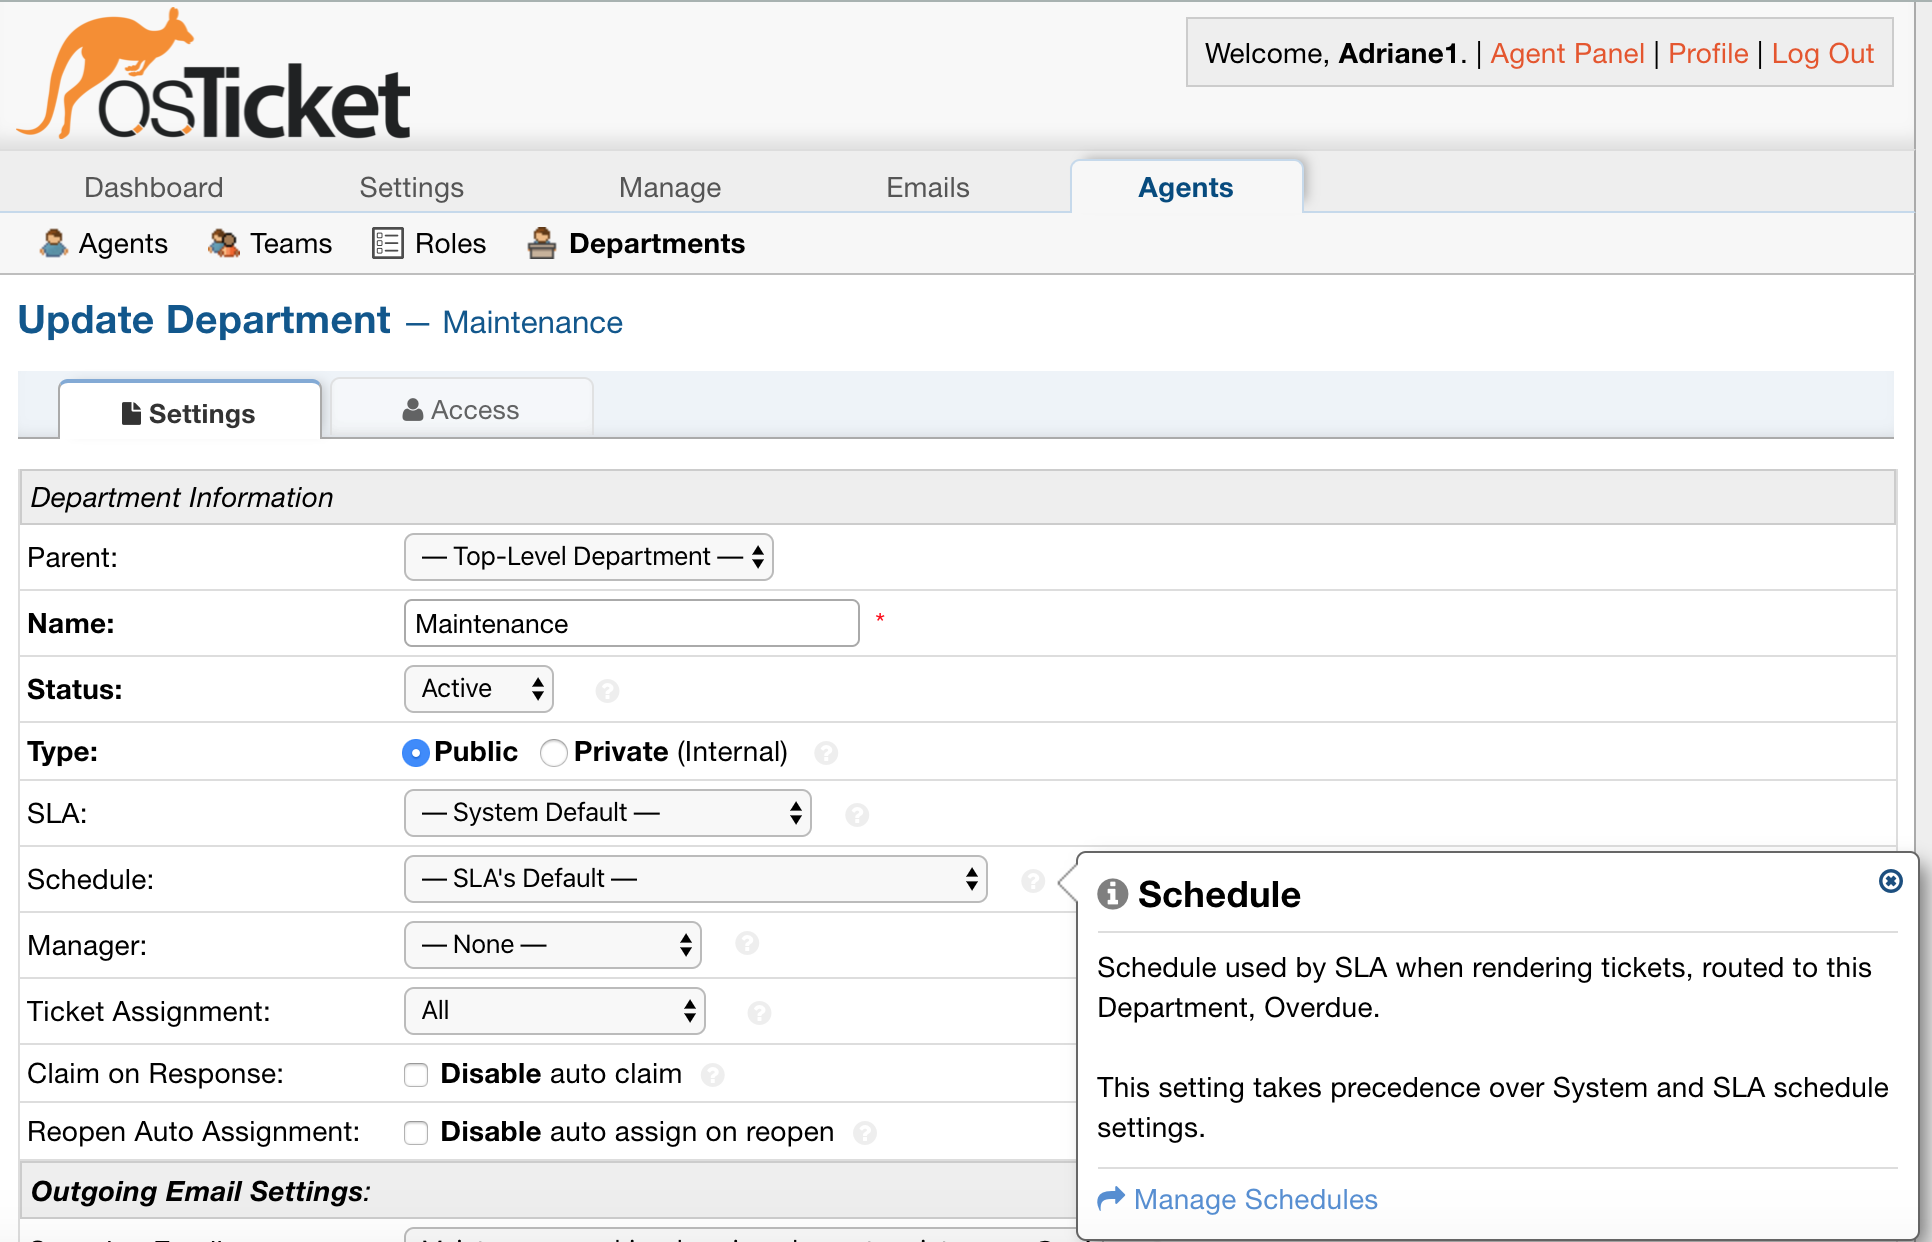 osTicket
Welcome, Adriane1. | Agent Panel | Profile | Log Out
Dashboard Settings Manage Emails Agents
Agents Teams Roles Departments
Update Department — Maintenance
Settings Access
Department Information
Parent: — Top-Level Department —
Name: Maintenance *
Status: Active ?
Type: Public Private (Internal) ?
SLA: — System Default — ?
Schedule: — SLA's Default — ?
Manager: — None — ?
Ticket Assignment: All ?
Claim on Response: Disable auto claim ?
Reopen Auto Assignment: Disable auto assign on reopen ?
Outgoing Email Settings:
Schedule
Schedule used by SLA when rendering tickets, routed to this
Department, Overdue.
This setting takes precedence over System and SLA schedule
settings.
Manage Schedules